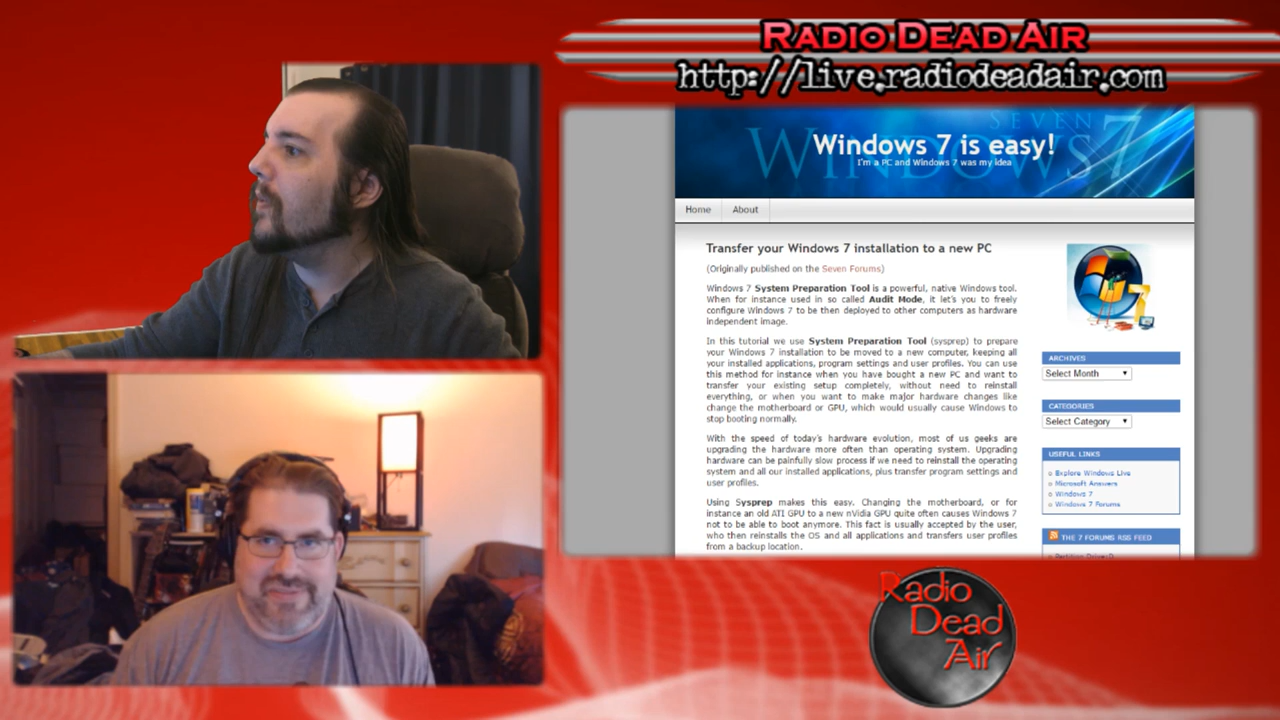 RADIO DEAD AIR
http://live.radiodeadair.com
SEVEN
WINDOWS 7
Windows 7 is easy!
I'm a PC and Windows 7 was my idea
Home
About
Transfer your Windows 7 installation to a new PC
(Originally published on the Seven Forums)
Windows 7 System Preparation Tool is a powerful, native Windows tool.
When for instance used in so called Audit Mode, it let's you to freely
configure Windows 7 to be then deployed to other computers as hardware
independent image.
In this tutorial we use System Preparation Tool (sysprep) to prepare
your Windows 7 installation to be moved to a new computer, keeping all
your installed applications, program settings and user profiles. You can use
this method for instance when you have bought a new PC and want to
transfer your existing setup completely, without need to reinstall
everything, or when you want to make major hardware changes like
change the motherboard or GPU, which would usually cause Windows to
stop booting normally.
With the speed of today's hardware evolution, most of us geeks are
upgrading the hardware more often than operating system. Upgrading
hardware can be painfully slow process if we need to reinstall the operating
system and all our installed applications, plus transfer program settings and
user profiles.
Using Sysprep makes this easy. Changing the motherboard, or for
instance an old ATI GPU to a new nVidia GPU quite often causes Windows 7
not to be able to boot anymore. This fact is usually accepted by the user,
who then reinstalls the OS and all applications and transfers user profiles
from a backup location.
7
ARCHIVES
Select Month
CATEGORIES
Select Category
USEFUL LINKS
Explore Windows Live
Microsoft Answers
Windows 7
Windows 7 Forums
THE 7 FORUMS RSS FEED
Radio
Dead
Air